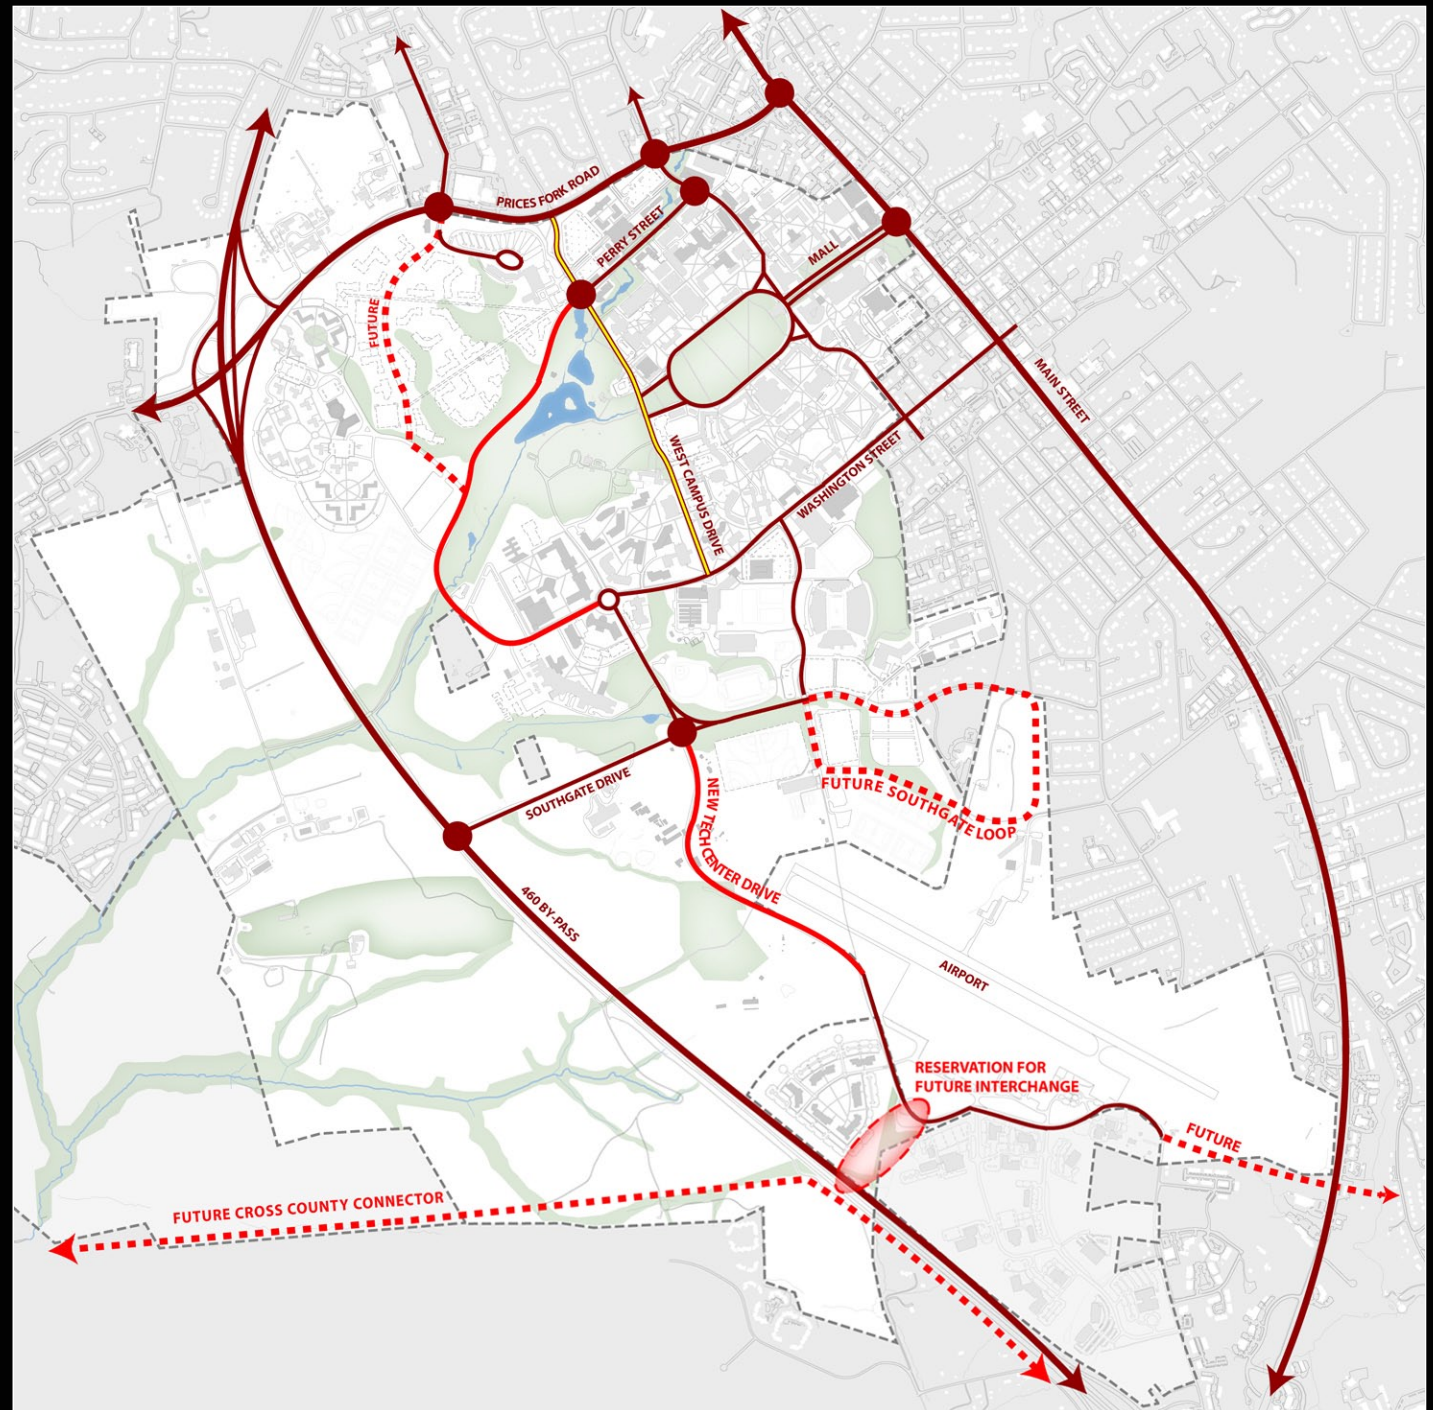 PRICES FORK ROAD
PERRY STREET
MALL
FUTURE
MAIN STREET
WEST CAMPUS DRIVE
WASHINGTON STREET
SOUTHGATE DRIVE
NEW TECH CENTER DRIVE
FUTURE SOUTHGATE LOOP
460 BY-PASS
AIRPORT
RESERVATION FOR
FUTURE INTERCHANGE
FUTURE
FUTURE CROSS COUNTY CONNECTOR